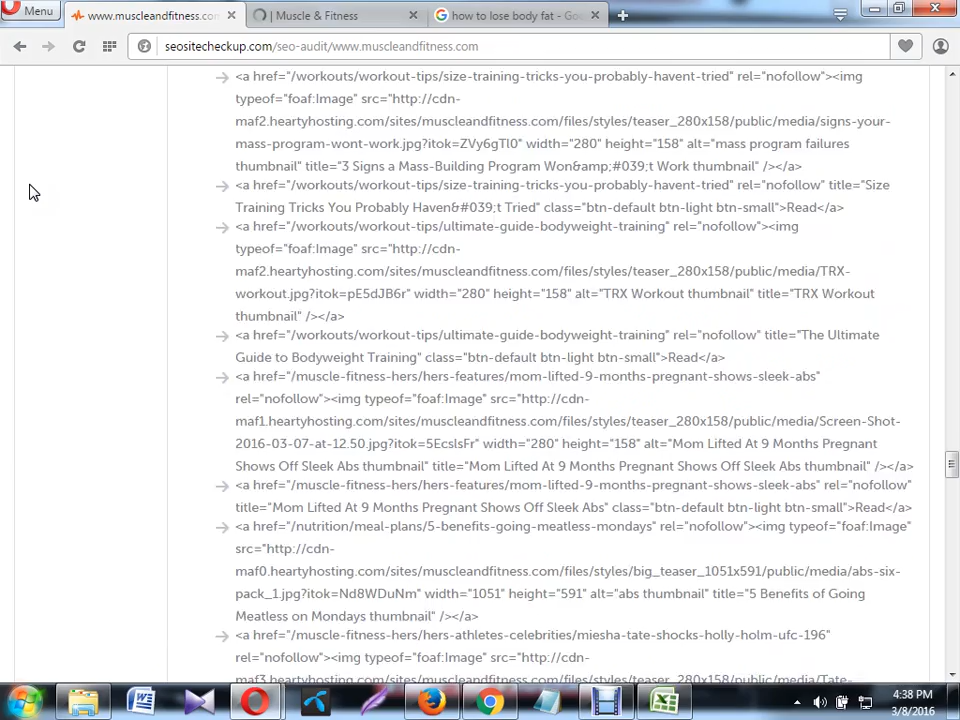 Menu
www.muscleandfitness.con
| Muscle & Fitness
how to lose body fat - Goo
seositecheckup.com/seo-audit/www.muscleandfitness.com
<a href="/workouts/workout-tips/size-training-tricks-you-probably-havent-tried" rel="nofollow"><img
typeof="foaf:Image" src="http://cdn-
maf2.heartyhosting.com/sites/muscleandfitness.com/files/styles/teaser_280x158/public/media/signs-your-
mass-program-wont-work.jpg?itok=ZVy6gTI0" width="280" height="158" alt="mass program failures
thumbnail" title="3 Signs a Mass-Building Program Won&amp;#039;t Work thumbnail" /></a>
<a href="/workouts/workout-tips/size-training-tricks-you-probably-havent-tried" rel="nofollow" title="Size
Training Tricks You Probably Haven&#039;t Tried" class="btn-default btn-light btn-small">Read</a>
<a href="/workouts/workout-tips/ultimate-guide-bodyweight-training" rel="nofollow"><img
typeof="foaf:Image" src="http://cdn-
maf2.heartyhosting.com/sites/muscleandfitness.com/files/styles/teaser_280x158/public/media/TRX-
workout.jpg?itok=pE5dJB6r" width="280" height="158" alt="TRX Workout thumbnail" title="TRX Workout
thumbnail" /></a>
<a href="/workouts/workout-tips/ultimate-guide-bodyweight-training" rel="nofollow" title="The Ultimate
Guide to Bodyweight Training" class="btn-default btn-light btn-small">Read</a>
<a href="/muscle-fitness-hers/hers-features/mom-lifted-9-months-pregnant-shows-sleek-abs"
rel="nofollow"><img typeof="foaf:Image" src="http://cdn-
maf1.heartyhosting.com/sites/muscleandfitness.com/files/styles/teaser_280x158/public/media/Screen-Shot-
2016-03-07-at-12.50.jpg?itok=5EcslsFr" width="280" height="158" alt="Mom Lifted At 9 Months Pregnant
Shows Off Sleek Abs thumbnail" title="Mom Lifted At 9 Months Pregnant Shows Off Sleek Abs thumbnail" /></a>
<a href="/muscle-fitness-hers/hers-features/mom-lifted-9-months-pregnant-shows-sleek-abs" rel="nofollow"
title="Mom Lifted At 9 Months Pregnant Shows Off Sleek Abs" class="btn-default btn-light btn-small">Read</a>
<a href="/nutrition/meal-plans/5-benefits-going-meatless-mondays" rel="nofollow"><img typeof="foaf:Image"
src="http://cdn-
maf0.heartyhosting.com/sites/muscleandfitness.com/files/styles/big_teaser_1051x591/public/media/abs-six-
pack_1.jpg?itok=Nd8WDuNm" width="1051" height="591" alt="abs thumbnail" title="5 Benefits of Going
Meatless on Mondays thumbnail" /></a>
<a href="/muscle-fitness-hers/hers-athletes-celebrities/miesha-tate-shocks-holly-holm-ufc-196"
rel="nofollow"><img typeof="foaf:Image" src="http://cdn-
maf3.heartyhosting.com/sites/muscleandfitness.com/files/styles/teaser_280x158/public/media/Tate-
4:38 PM
3/8/2016